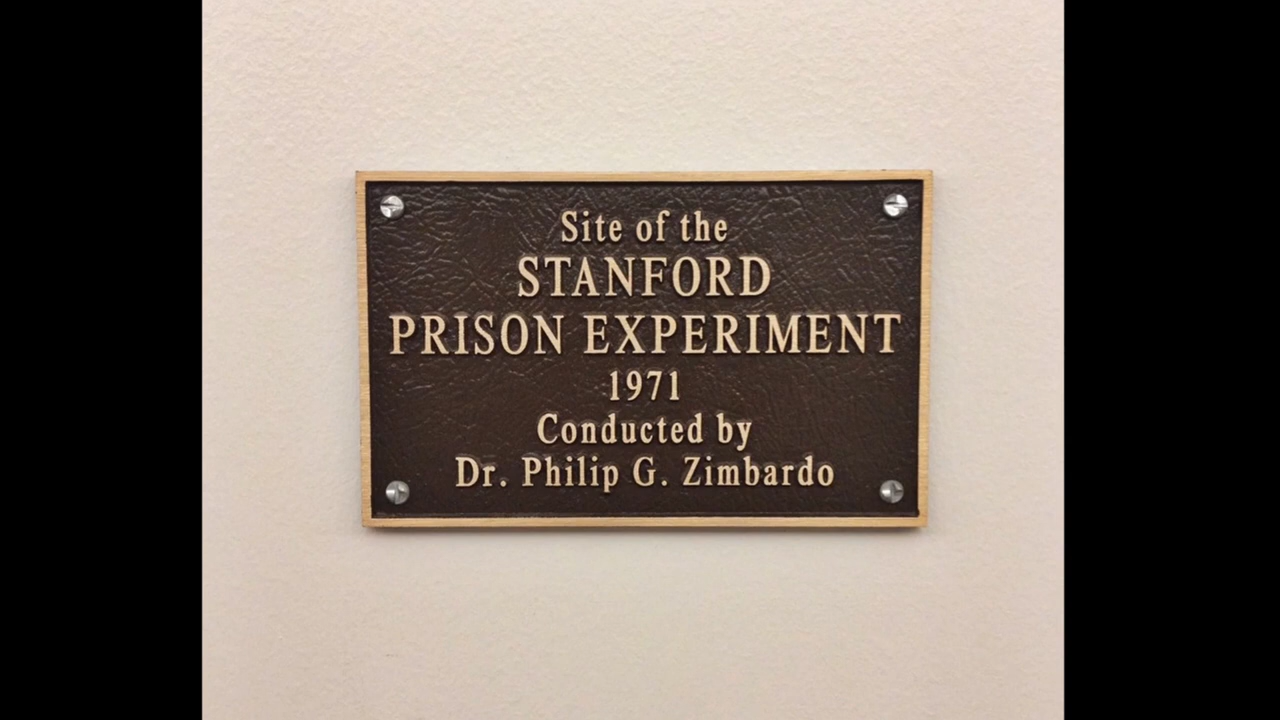 Site of the
STANFORD
PRISON EXPERIMENT
1971
Conducted by
Dr. Philip G. Zimbardo